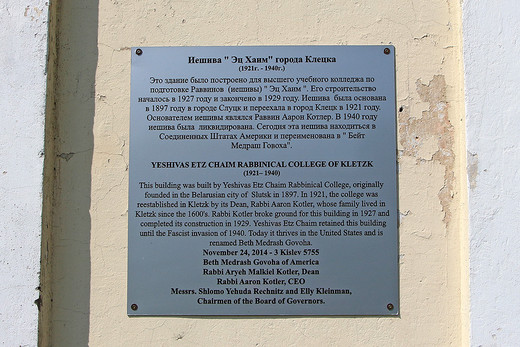 Иешива " Эц Хаим" города Клецка
(1921г. - 1940г.)
Это здание было построено для высшего учебного колледжа по
подготовке Раввинов (иешивы) " Эц Хаим ". Его строительство
началось в 1927 году и закончено в 1929 году. Иешива была основана
в 1897 году в городе Слуцк и переехала в город Клецк в 1921 году.
Основателем иешивы являлся Раввин Аарон Котлер. В 1940 году
иешива была ликвидирована. Сегодня эта иешива находиться в
Соединенных Штатах Америки и переименована в " Бейт
Медраш Говоха".
YESHIVAS ETZ CHAIM RABBINICAL COLLEGE OF KLETZK
(1921– 1940)
This building was built by Yeshivas Etz Chaim Rabbinical College, originally
founded in the Belarusian city of Slutsk in 1897. In 1921, the college was
reestablished in Kletzk by its Dean, Rabbi Aaron Kotler, whose family lived in
Kletzk since the 1600's. Rabbi Kotler broke ground for this building in 1927 and
completed its construction in 1929. Yeshivas Etz Chaim retained this building
until the Fascist invasion of 1940. Today it thrives in the United States and is
renamed Beth Medrash Govoha.
November 24, 2014 - 3 Kislev 5755
Beth Medrash Govoha of America
Rabbi Aryeh Malkiel Kotler, Dean
Rabbi Aaron Kotler, CEO
Messrs. Shlomo Yehuda Rechnitz and Elly Kleinman,
Chairmen of the Board of Governors.